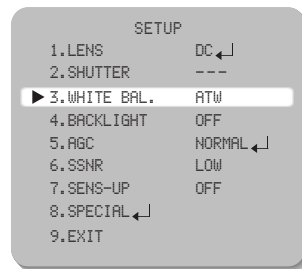 SETUP
1.LENS DC↵
2.SHUTTER ---
▶ 3.WHITE BAL. ATW
4.BACKLIGHT OFF
5.AGC NORMAL↵
6.SSNR LOW
7.SENS-UP OFF
8.SPECIAL↵
9.EXIT